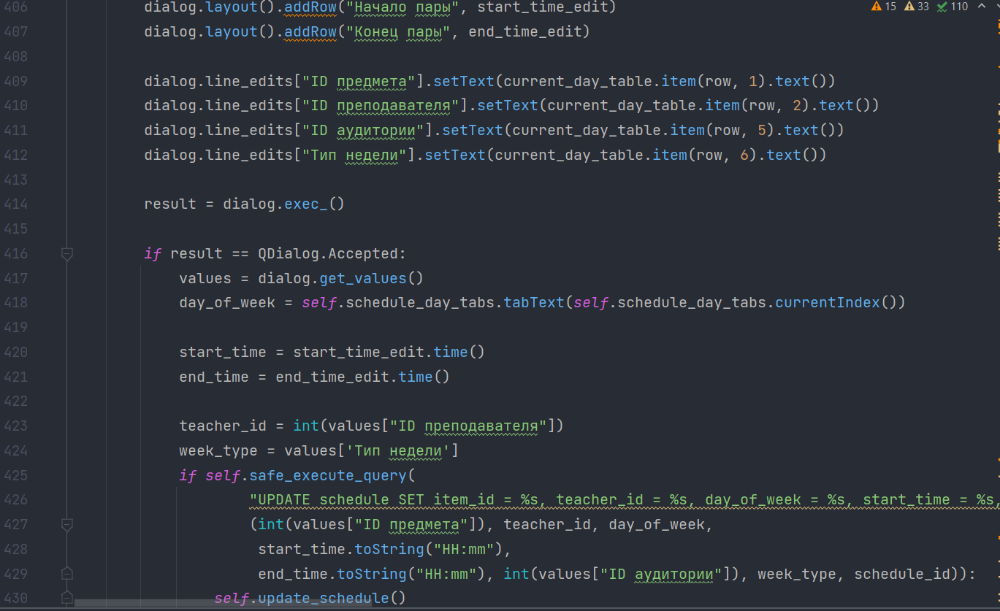 406 dialog.layout().addRow("Начало пары", start_time_edit) 15 33 110
407 dialog.layout().addRow("Конец пары", end_time_edit)
408
409 dialog.line_edits["ID предмета"].setText(current_day_table.item(row, 1).text())
410 dialog.line_edits["ID преподавателя"].setText(current_day_table.item(row, 2).text())
411 dialog.line_edits["ID аудитории"].setText(current_day_table.item(row, 5).text())
412 dialog.line_edits["Тип недели"].setText(current_day_table.item(row, 6).text())
413
414 result = dialog.exec_()
415
416 if result == QDialog.Accepted:
417 values = dialog.get_values()
418 day_of_week = self.schedule_day_tabs.tabText(self.schedule_day_tabs.currentIndex())
419
420 start_time = start_time_edit.time()
421 end_time = end_time_edit.time()
422
423 teacher_id = int(values["ID преподавателя"])
424 week_type = values['Тип недели']
425 if self.safe_execute_query(
426 "UPDATE schedule SET item_id = %s, teacher_id = %s, day_of_week = %s, start_time = %s,
427 (int(values["ID предмета"]), teacher_id, day_of_week,
428 start_time.toString("HH:mm"),
429 end_time.toString("HH:mm"), int(values["ID аудитории"]), week_type, schedule_id)):
430 self.update_schedule()